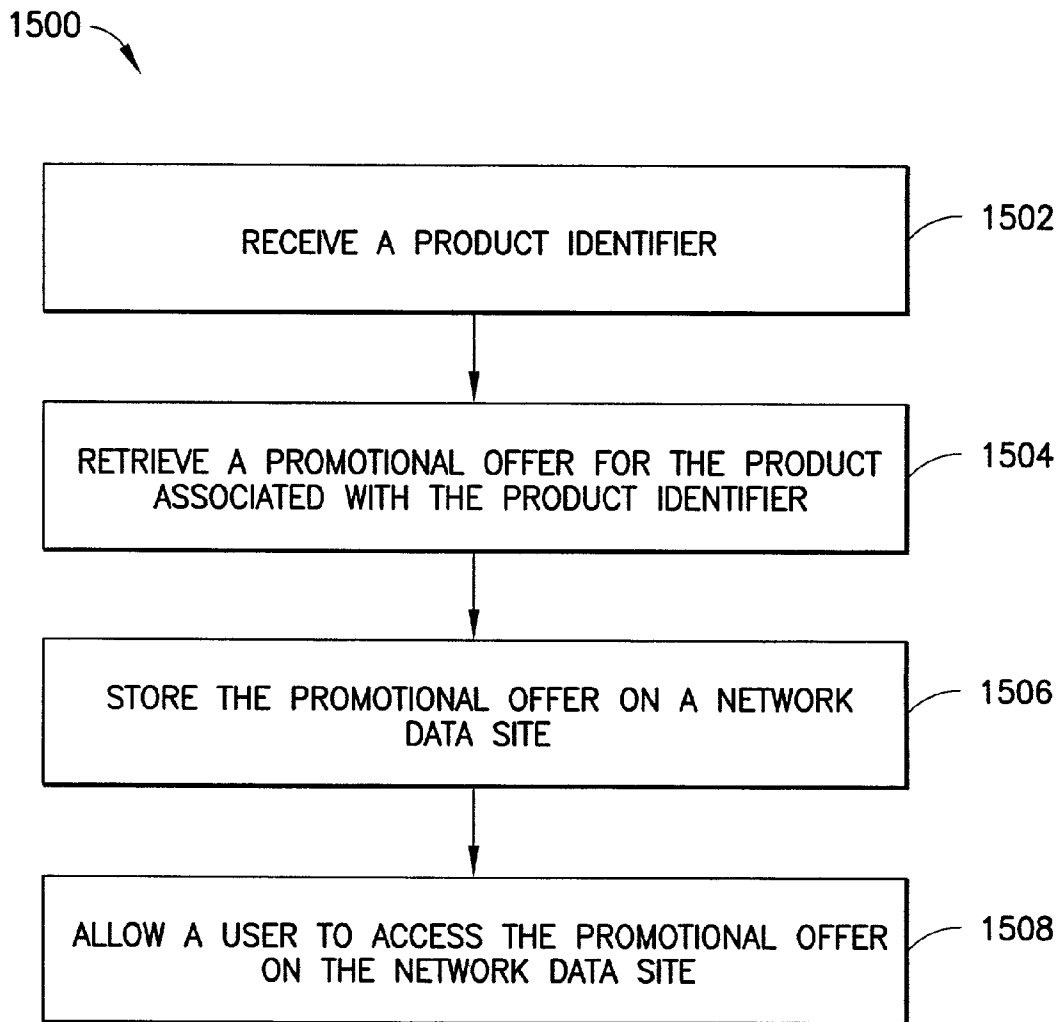 1500
RECEIVE A PRODUCT IDENTIFIER
1502
RETRIEVE A PROMOTIONAL OFFER FOR THE PRODUCT
ASSOCIATED WITH THE PRODUCT IDENTIFIER
1504
STORE THE PROMOTIONAL OFFER ON A NETWORK
DATA SITE
1506
ALLOW A USER TO ACCESS THE PROMOTIONAL OFFER
ON THE NETWORK DATA SITE
1508